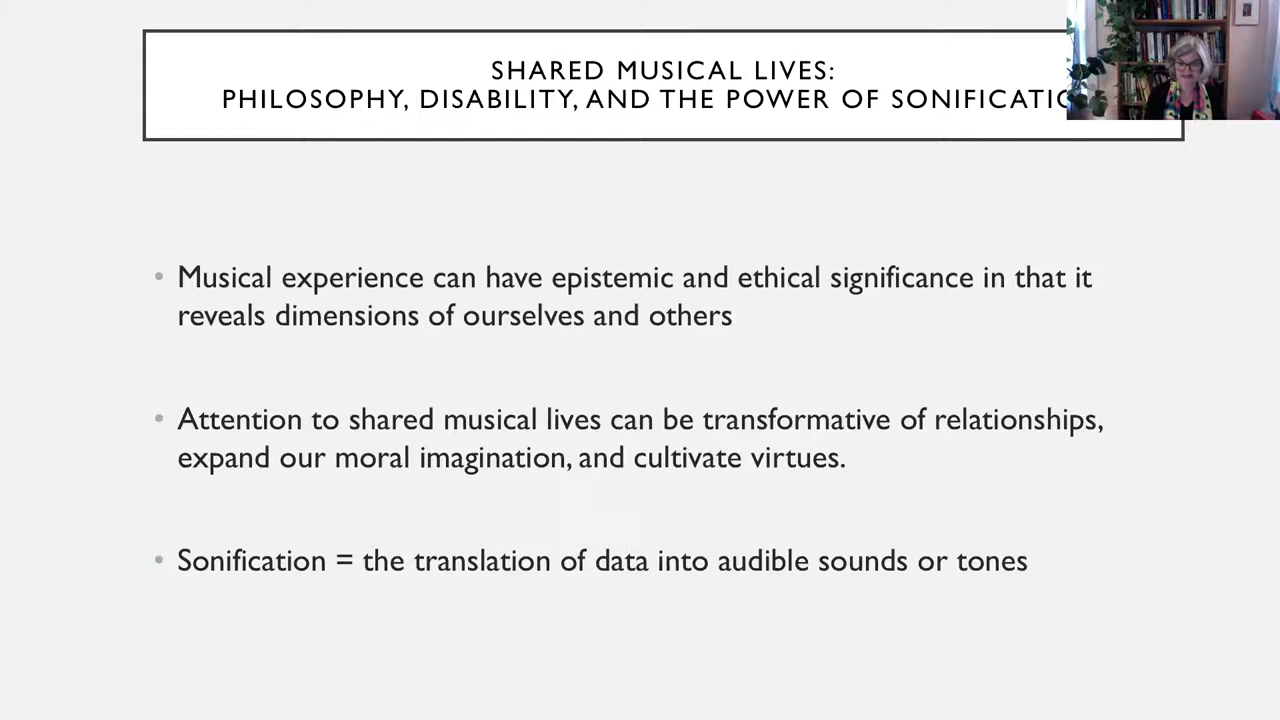 SHARED MUSICAL LIVES:
PHILOSOPHY, DISABILITY, AND THE POWER OF
Musical experience can have epistemic and ethical significance in that it
reveals dimensions of ourselves and others
Attention to shared musical lives can be transformative of relationships,
expand our moral imagination, and cultivate virtues.
Sonification = the translation of data into audible sounds or tones